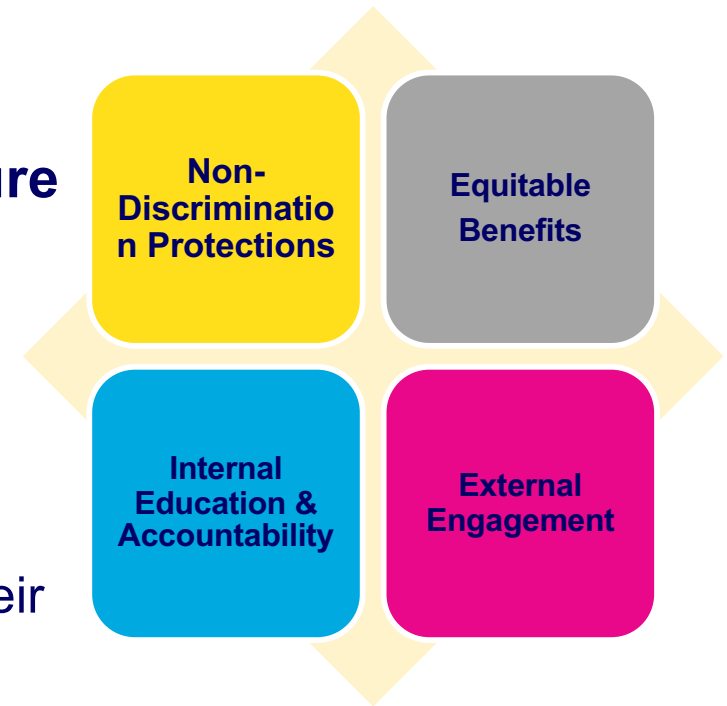 ure
Non-
Discriminatio
n Protections
Equitable
Benefits
Internal
Education &
Accountability
External
Engagement
eir